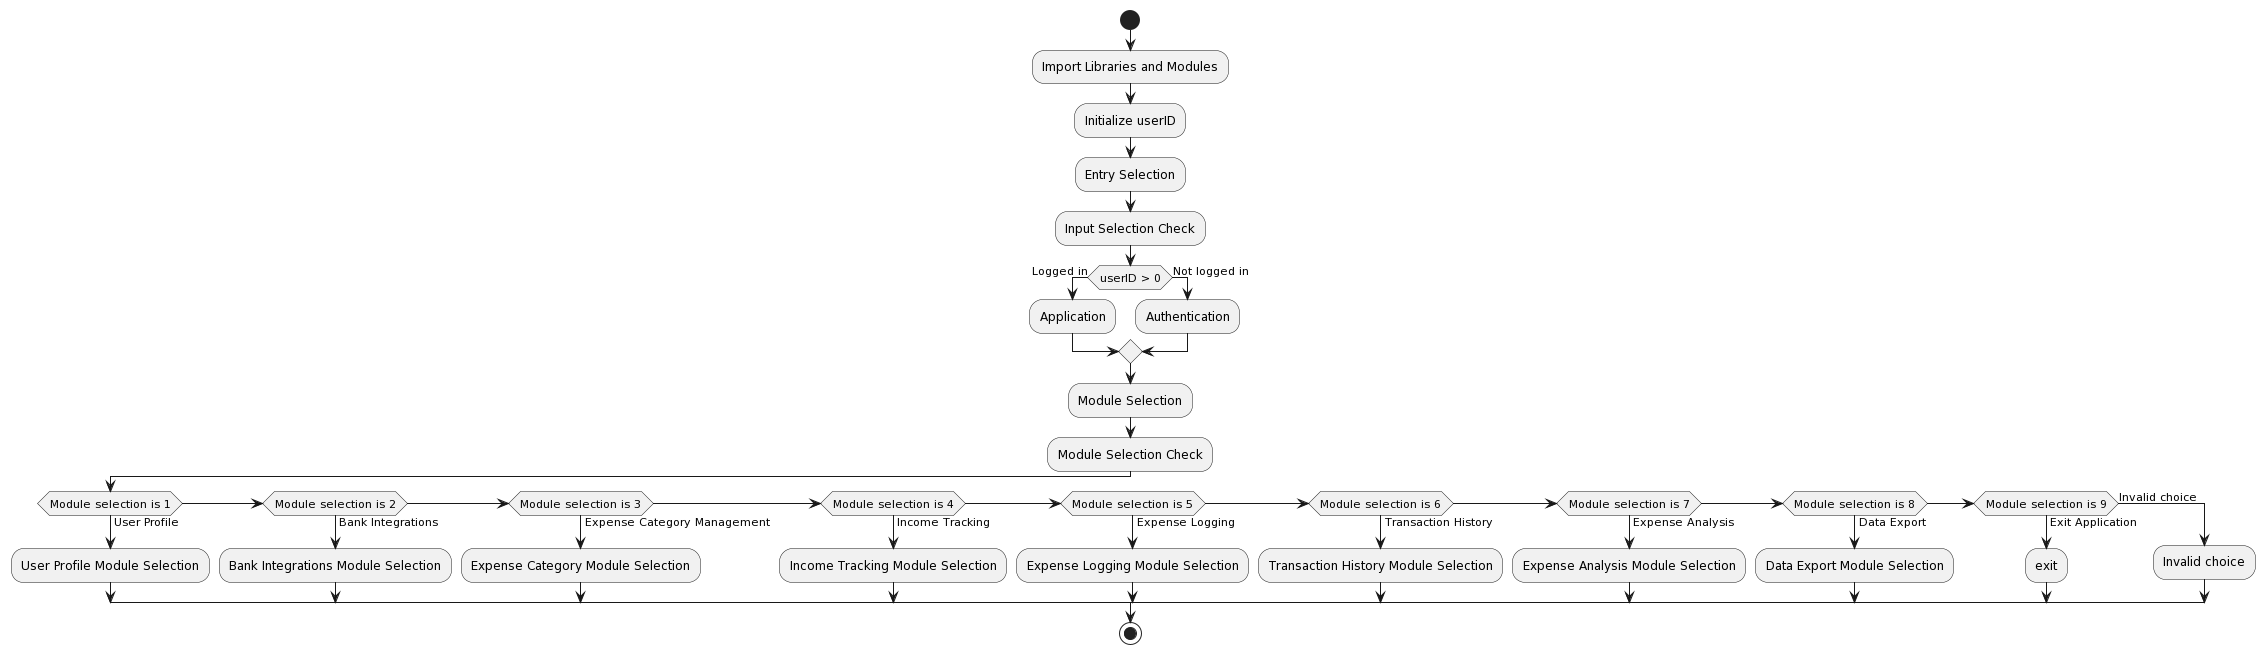 Import Libraries and Modules
Initialize userID
Entry Selection
Input Selection Check
Logged in
userID > 0
Not logged in
Application
Authentication
Module Selection
Module Selection Check
Module selection is 1
User Profile
User Profile Module Selection
Module selection is 2
Bank Integrations
Bank Integrations Module Selection
Module selection is 3
Expense Category Management
Expense Category Module Selection
Module selection is 4
Income Tracking
Income Tracking Module Selection
Module selection is 5
Expense Logging
Expense Logging Module Selection
Module selection is 6
Transaction History
Transaction History Module Selection
Module selection is 7
Expense Analysis
Expense Analysis Module Selection
Module selection is 8
Data Export
Data Export Module Selection
Module selection is 9
Exit Application
exit
Invalid choice
Invalid choice